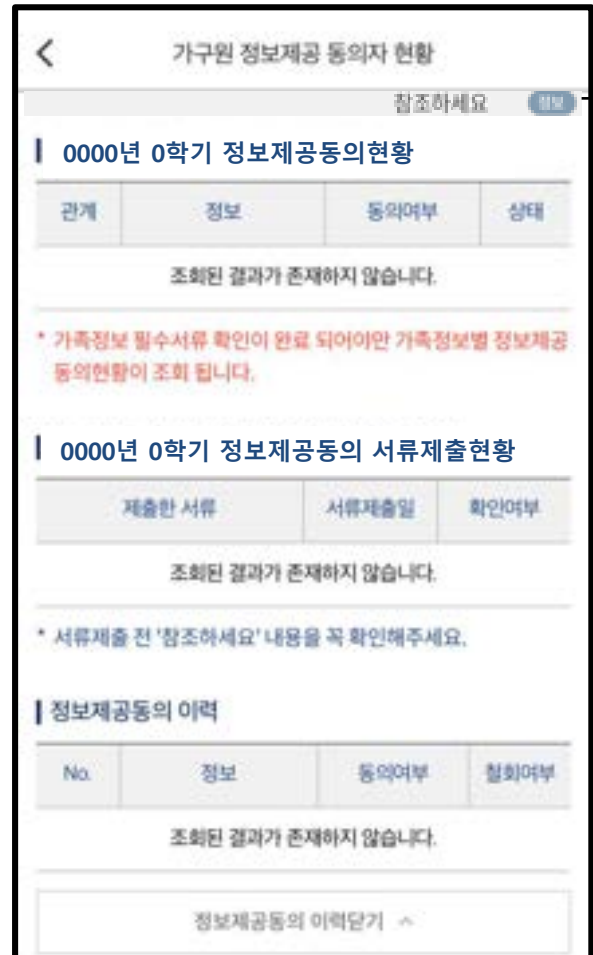 가구원 정보제공 동의자 현황
참조하세요 정보
0000년 0학기 정보제공동의현황
관계 정보 동의여부 상태
조회된 결과가 존재하지 않습니다.
* 가족정보 필수서류 확인이 완료 되어야만 가족정보별 정보제공
동의현황이 조회 됩니다.
0000년 0학기 정보제공동의 서류제출현황
제출한 서류 서류제출일 확인여부
조회된 결과가 존재하지 않습니다.
* 서류제출 전 '참조하세요' 내용을 꼭 확인해주세요.
정보제공동의 이력
No. 정보 동의여부 철회여부
조회된 결과가 존재하지 않습니다.
정보제공동의 이력닫기